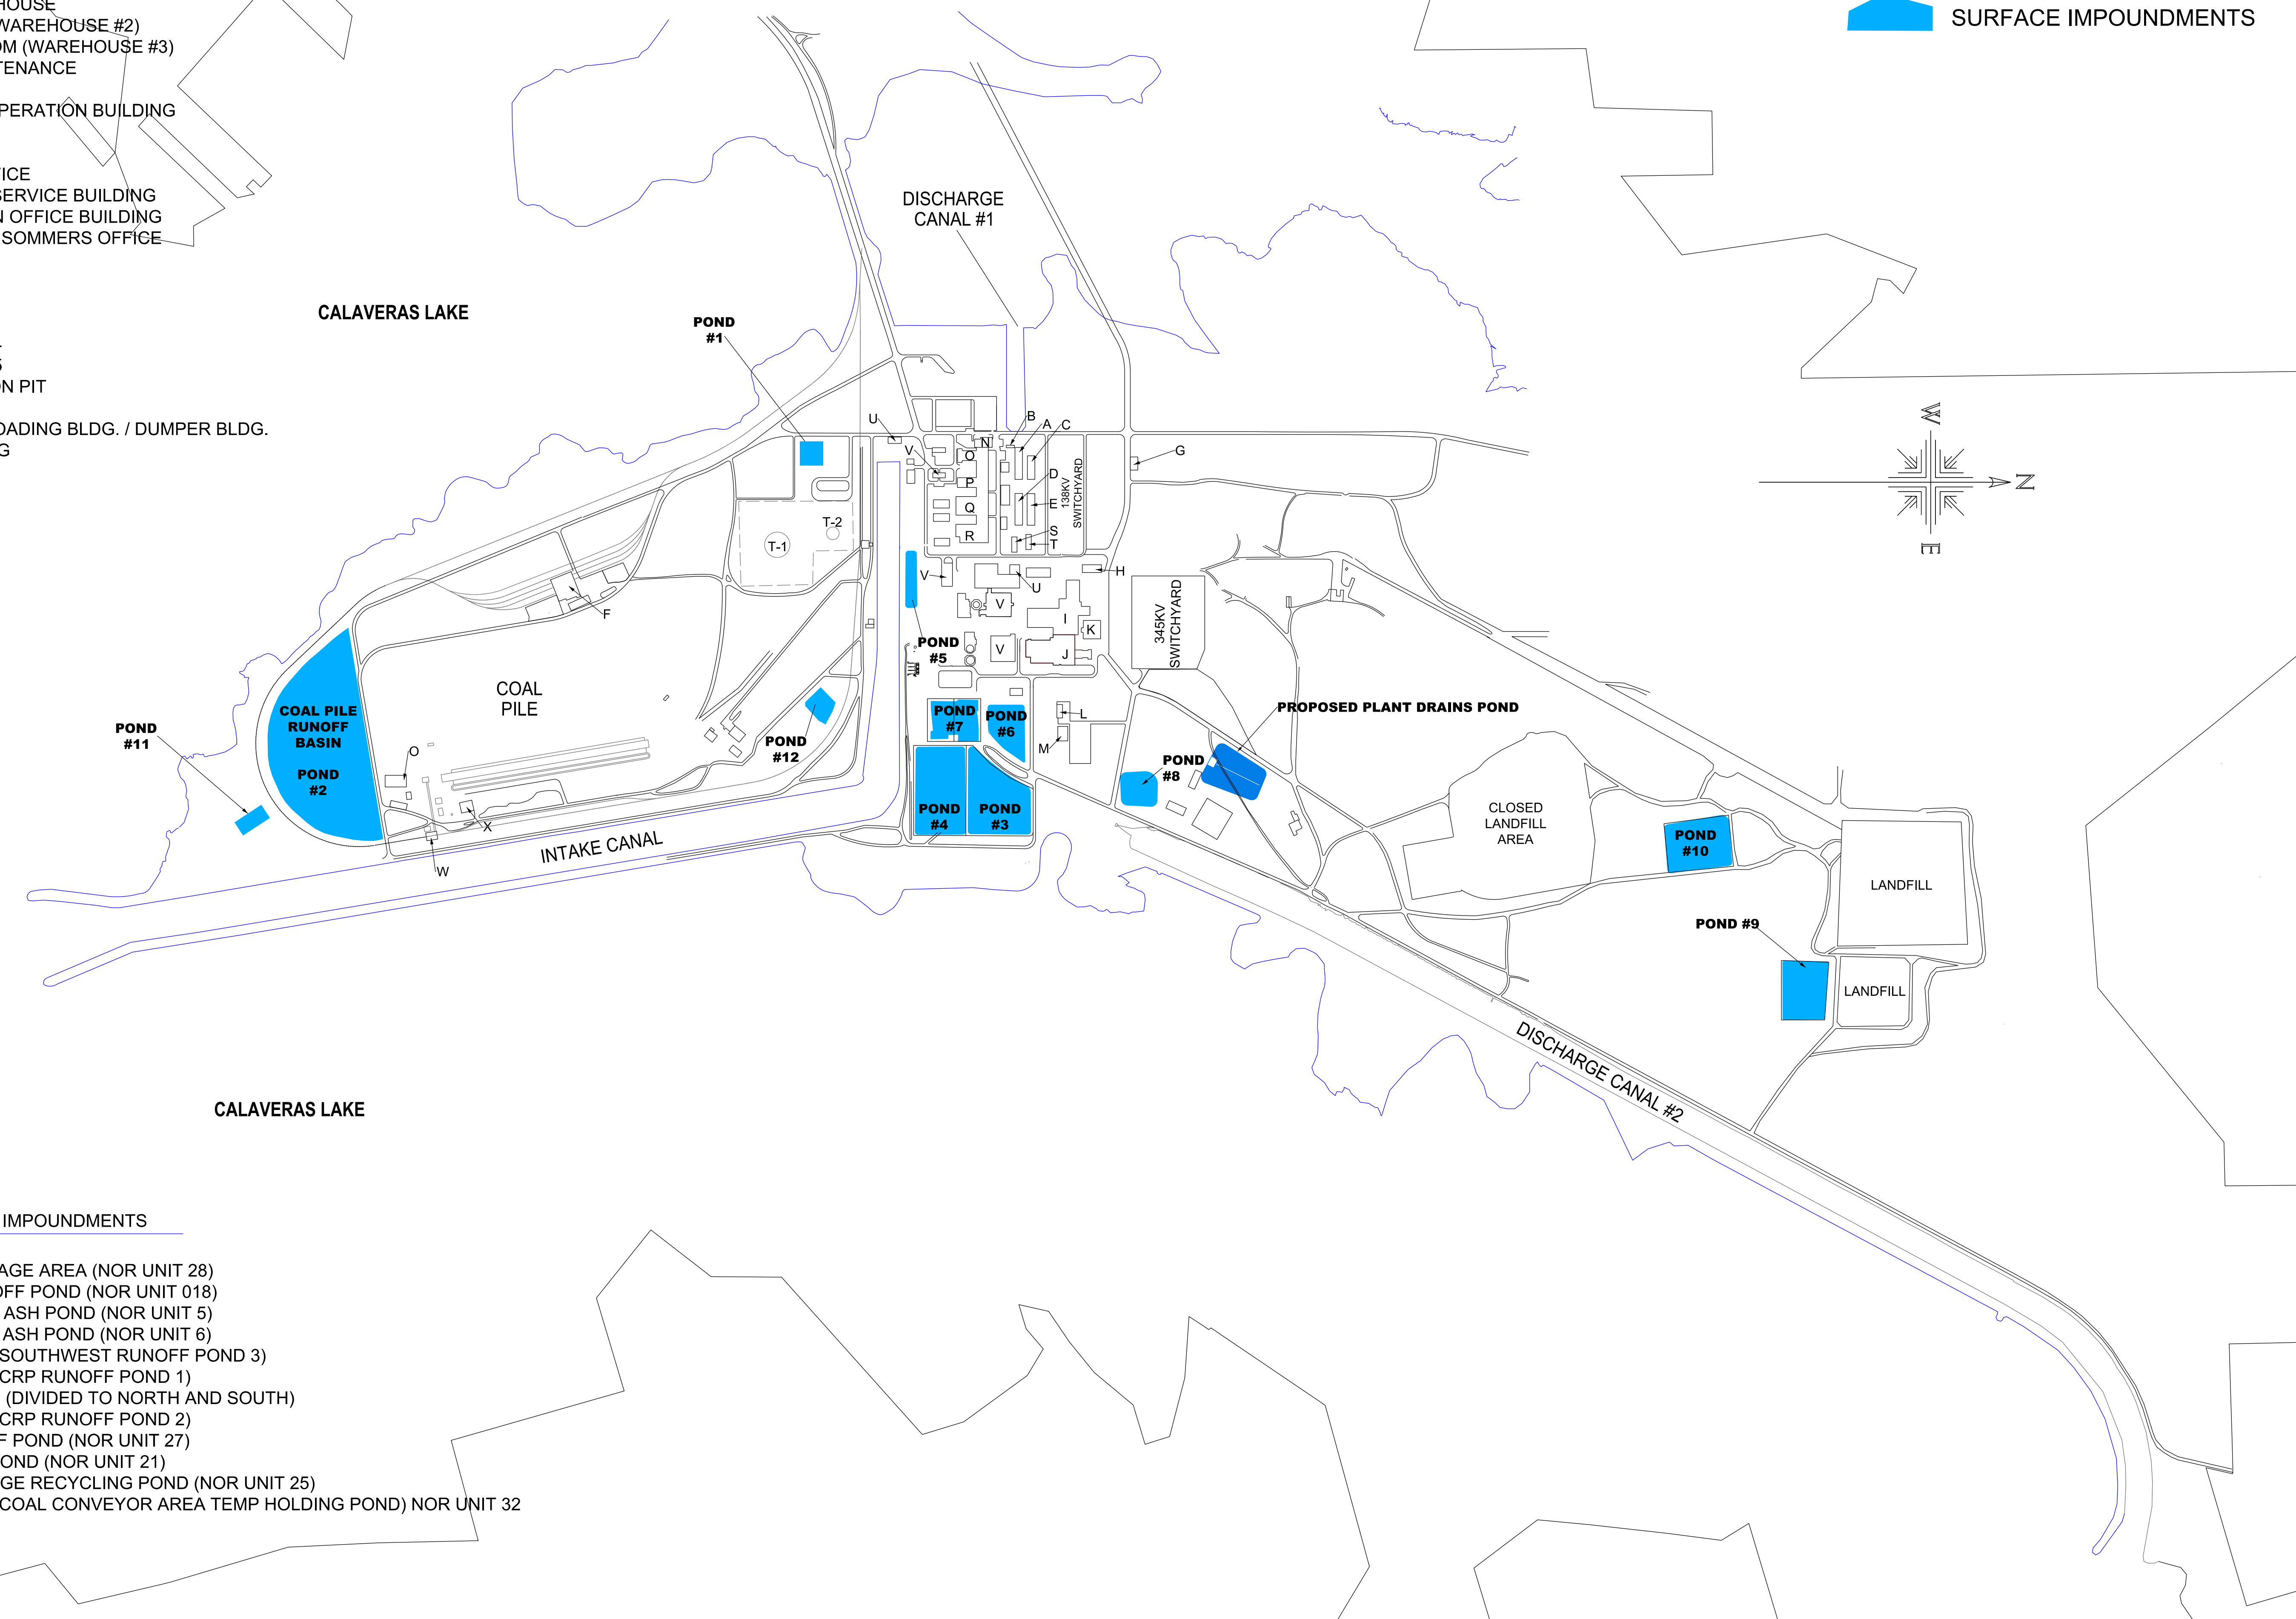 HOUSE
WAREHOUSE #2)
OM (WAREHOUSE #3)
TENANCE
PERATION BUILDING
VICE
SERVICE BUILDING
N OFFICE BUILDING
SOMMERS OFFICE
ON PIT
OADING BLDG. / DUMPER BLDG.
G
SURFACE IMPOUNDMENTS
DISCHARGE
CANAL #1
CALAVERAS LAKE
POND
#1
W
N
E
U
V
N
O
P
Q
R
B
A
C
D
E
S
T
138KV
SWITCHYARD
G
T-1
T-2
V
U
H
F
V
I
K
V
J
345KV
SWITCHYARD
POND
#5
COAL
PILE
COAL PILE
RUNOFF
BASIN
POND
#2
POND
#11
POND
#12
POND
#7
POND
#6
L
M
PROPOSED PLANT DRAINS POND
POND
#8
O
X
W
POND
#4
POND
#3
INTAKE CANAL
CLOSED
LANDFILL
AREA
POND
#10
LANDFILL
POND #9
LANDFILL
DISCHARGE CANAL #2
CALAVERAS LAKE
IMPOUNDMENTS
AGE AREA (NOR UNIT 28)
OFF POND (NOR UNIT 018)
ASH POND (NOR UNIT 5)
ASH POND (NOR UNIT 6)
SOUTHWEST RUNOFF POND 3)
CRP RUNOFF POND 1)
(DIVIDED TO NORTH AND SOUTH)
CRP RUNOFF POND 2)
F POND (NOR UNIT 27)
OND (NOR UNIT 21)
GE RECYCLING POND (NOR UNIT 25)
COAL CONVEYOR AREA TEMP HOLDING POND) NOR UNIT 32